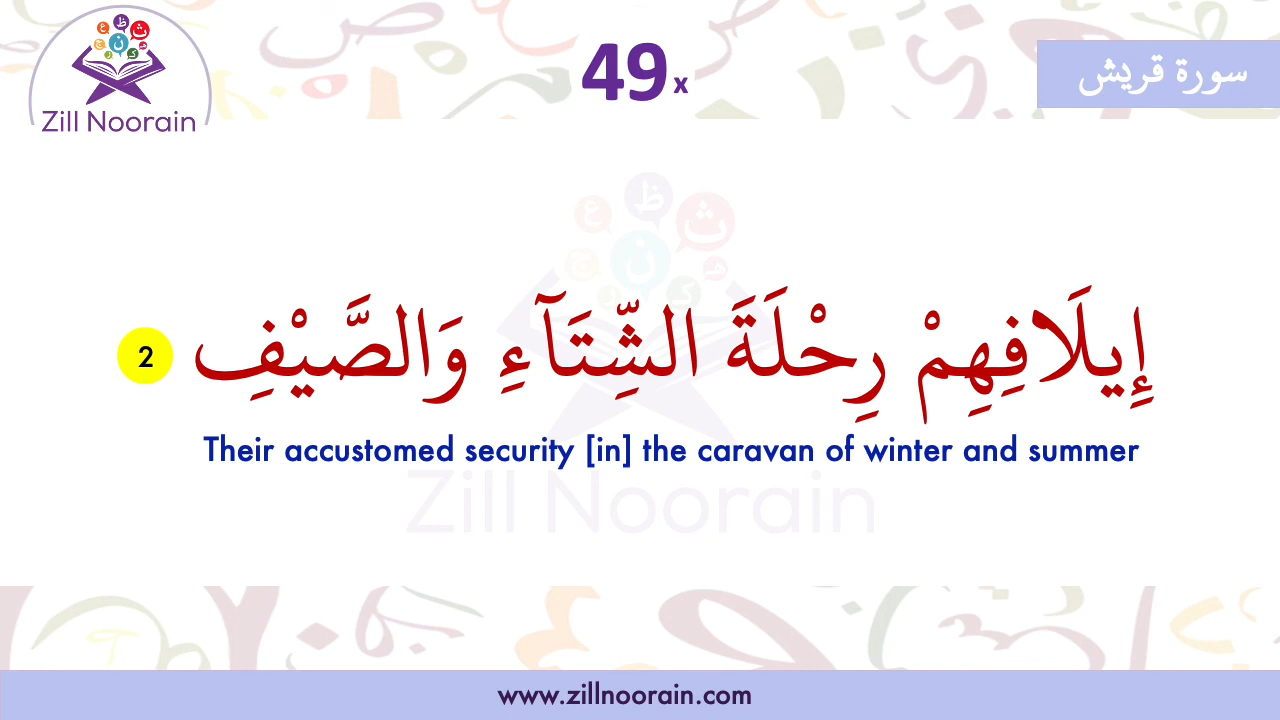 Zill Noorain
49x
سورة قريش
إِيلَافِهِمْ رِحْلَةَ الشِّتَآءِ وَالصَّيْفِ
2
Their accustomed security [in] the caravan of winter and summer
Zill Noorain
www.zillnoorain.com